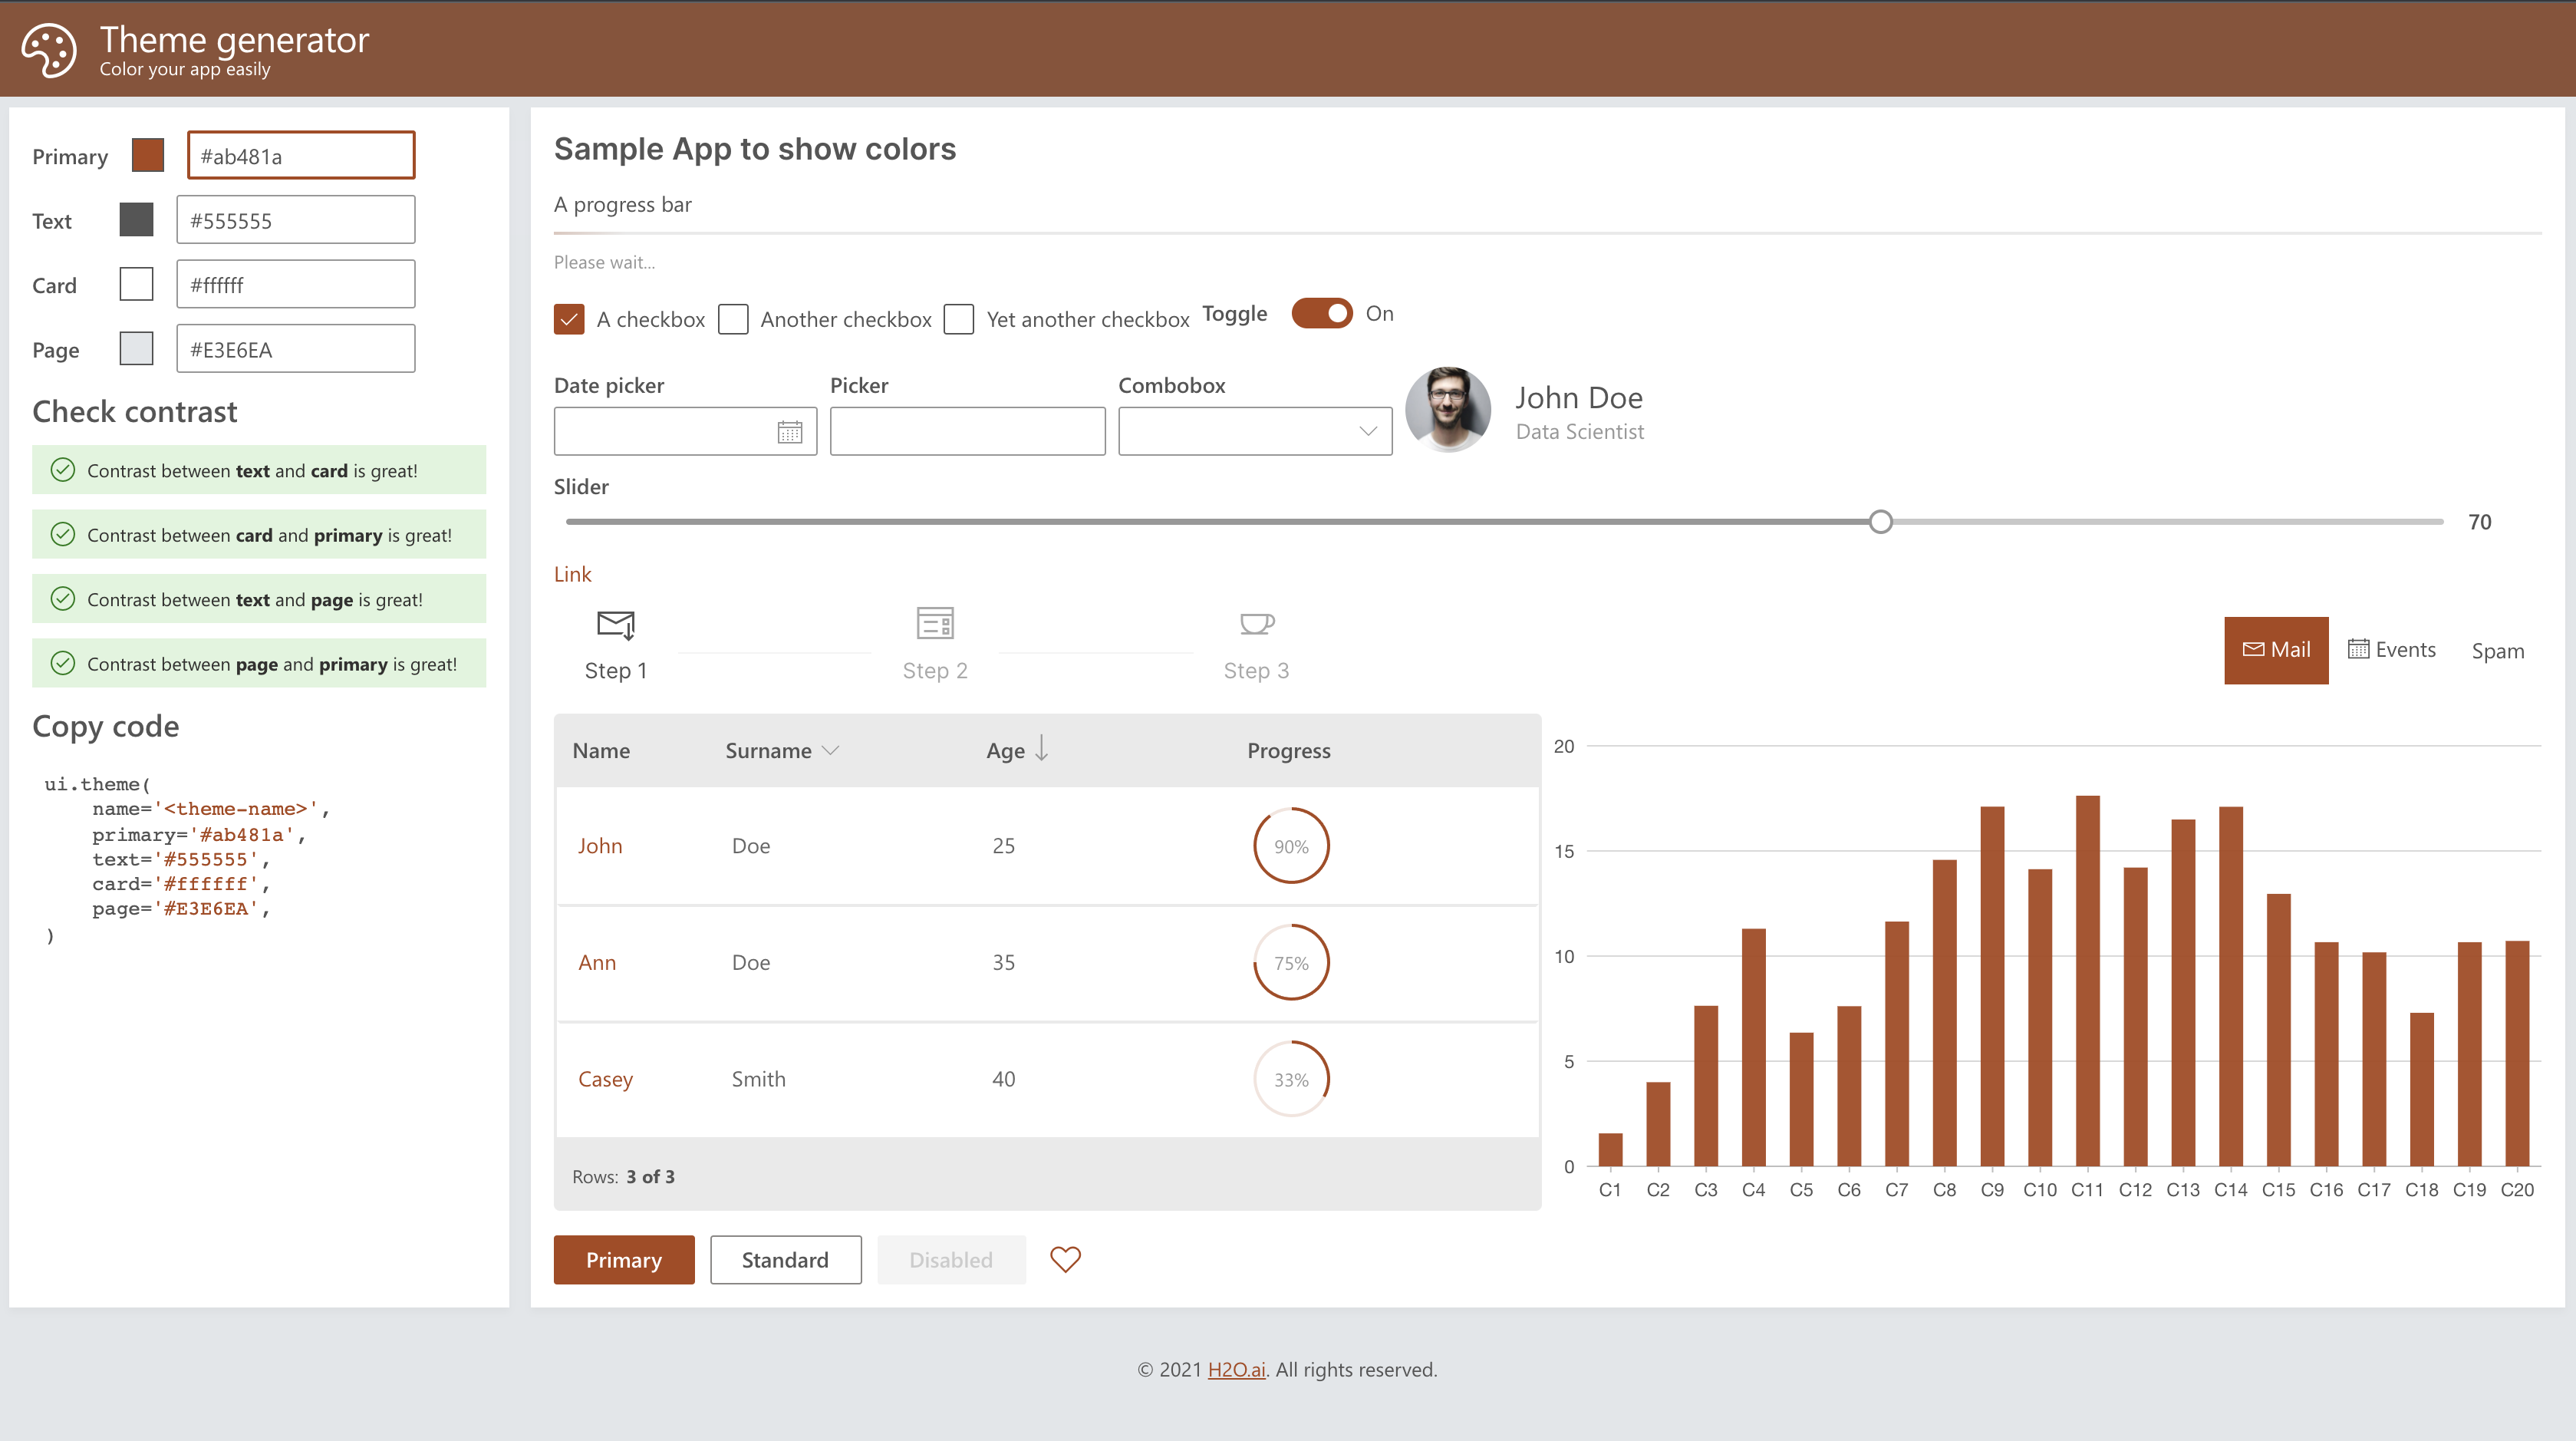 Theme generator
Color your app easily
Primary #ab481a
Text #555555
Card #ffffff
Page #E3E6EA
Check contrast
Contrast between text and card is great!
Contrast between card and primary is great!
Contrast between text and page is great!
Contrast between page and primary is great!
Copy code
ui.theme(
    name='<theme-name>',
    primary='#ab481a',
    text='#555555',
    card='#ffffff',
    page='#E3E6EA',
)
Sample App to show colors
A progress bar
Please wait...
A checkbox Another checkbox Yet another checkbox Toggle On
Date picker Picker Combobox
John Doe
Data Scientist
Slider
70
Link
Step 1 Step 2 Step 3
Mail Events Spam
Name Surname Age Progress
John Doe 25 90%
Ann Doe 35 75%
Casey Smith 40 33%
Rows: 3 of 3
20
15
10
5
0
C1 C2 C3 C4 C5 C6 C7 C8 C9 C10 C11 C12 C13 C14 C15 C16 C17 C18 C19 C20
Primary Standard Disabled
© 2021 H2O.ai. All rights reserved.